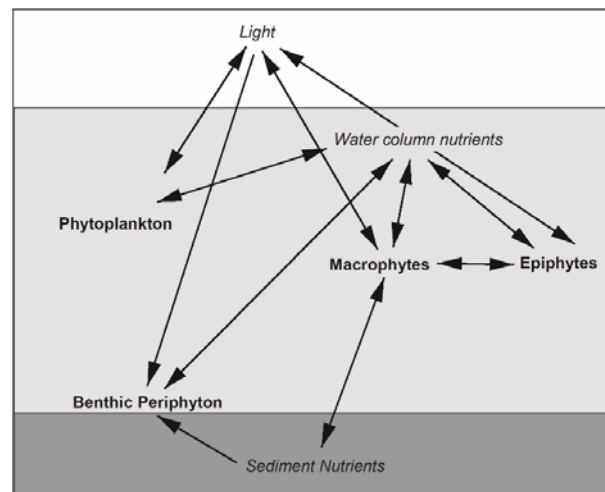 Light
Water column nutrients
Phytoplankton
Macrophytes
Epiphytes
Benthic Periphyton
Sediment Nutrients